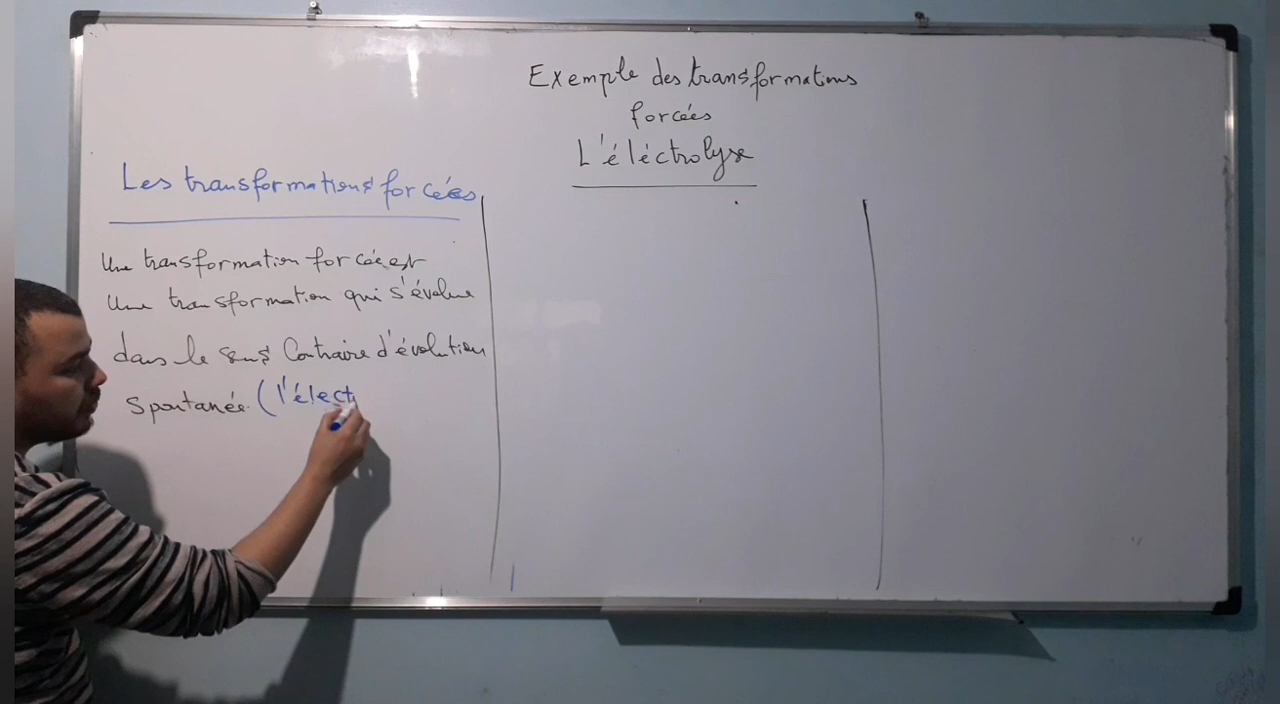 Exemple des transformations
forcées
L'éléctrolyse
Les transformations forcées
Une transformation forcée est
Une transformation qui s'évolue
dans le sens Contraire d'évolution
Spontanée (l'élect